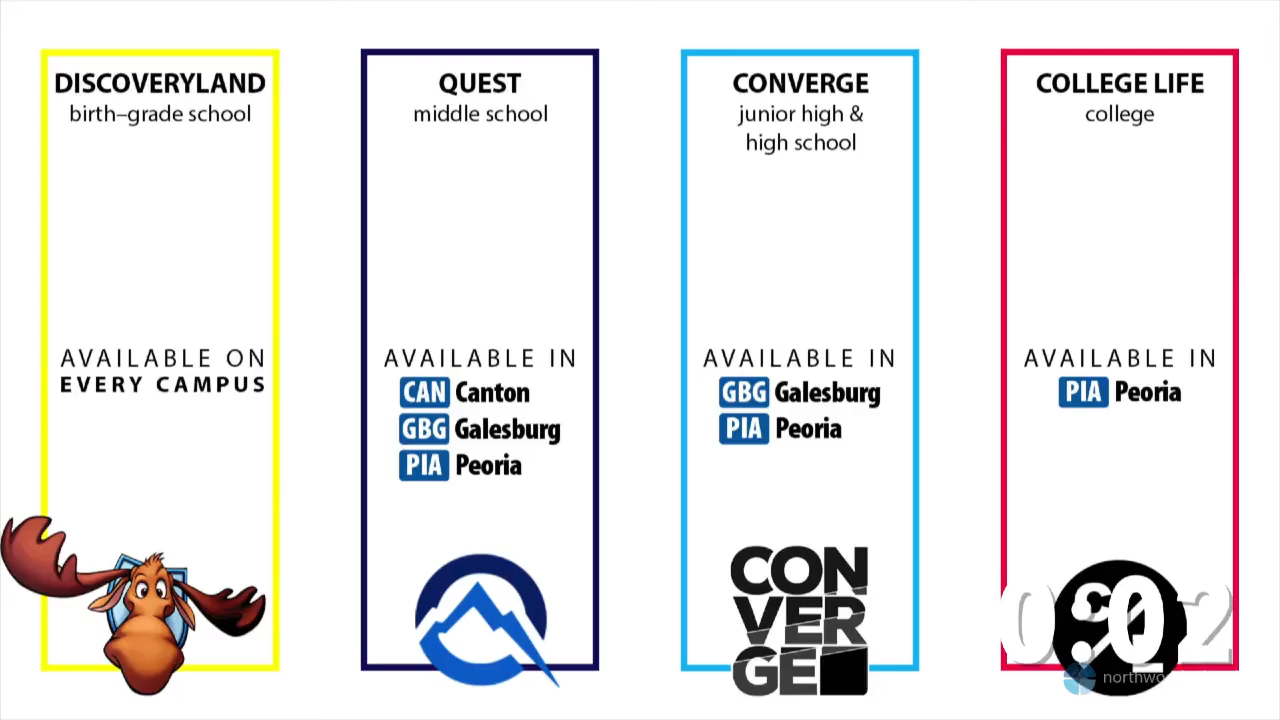 DISCOVERYLAND
birth–grade school
AVAILABLE ON
EVERY CAMPUS
QUEST
middle school
AVAILABLE IN
CAN Canton
GBG Galesburg
PIA Peoria
CONVERGE
junior high &
high school
AVAILABLE IN
GBG Galesburg
PIA Peoria
CON
VER
GE
COLLEGE LIFE
college
AVAILABLE IN
PIA Peoria